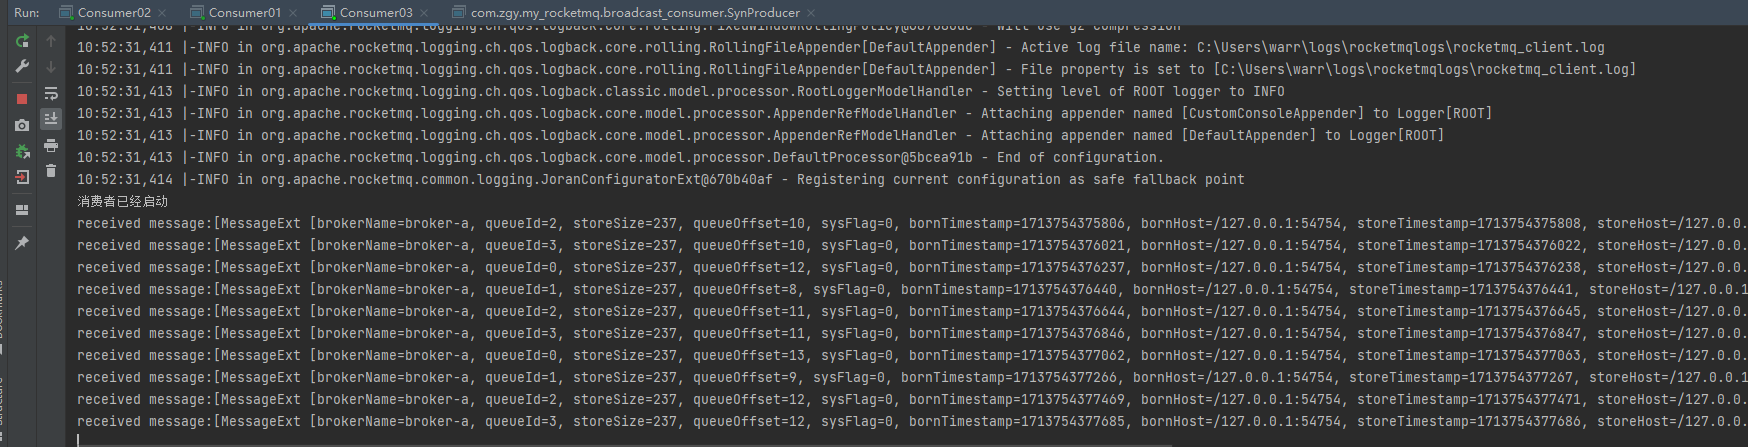 Run: Consumer02 × Consumer01 × Consumer03 × com.zgy.my_rocketmq.broadcast_consumer.SynProducer ×
10:52:31,411 |-INFO in org.apache.rocketmq.logging.ch.qos.logback.core.rolling.RollingFileAppender[DefaultAppender] - Active log file name: C:\Users\warr\logs\rocketmqlogs\rocketmq_client.log
10:52:31,411 |-INFO in org.apache.rocketmq.logging.ch.qos.logback.core.rolling.RollingFileAppender[DefaultAppender] - File property is set to [C:\Users\warr\logs\rocketmqlogs\rocketmq_client.log]
10:52:31,413 |-INFO in org.apache.rocketmq.logging.ch.qos.logback.classic.model.processor.RootLoggerModelHandler - Setting level of ROOT logger to INFO
10:52:31,413 |-INFO in org.apache.rocketmq.logging.ch.qos.logback.core.model.processor.AppenderRefModelHandler - Attaching appender named [CustomConsoleAppender] to Logger[ROOT]
10:52:31,413 |-INFO in org.apache.rocketmq.logging.ch.qos.logback.core.model.processor.AppenderRefModelHandler - Attaching appender named [DefaultAppender] to Logger[ROOT]
10:52:31,413 |-INFO in org.apache.rocketmq.logging.ch.qos.logback.core.model.processor.DefaultProcessor@5bcea91b - End of configuration.
10:52:31,414 |-INFO in org.apache.rocketmq.common.logging.JoranConfiguratorExt@670b40af - Registering current configuration as safe fallback point
消费者已经启动
received message:[MessageExt [brokerName=broker-a, queueId=2, storeSize=237, queueOffset=10, sysFlag=0, bornTimestamp=1713754375806, bornHost=/127.0.0.1:54754, storeTimestamp=1713754375808, storeHost=/127.0.0.
received message:[MessageExt [brokerName=broker-a, queueId=3, storeSize=237, queueOffset=10, sysFlag=0, bornTimestamp=1713754376021, bornHost=/127.0.0.1:54754, storeTimestamp=1713754376022, storeHost=/127.0.0.
received message:[MessageExt [brokerName=broker-a, queueId=0, storeSize=237, queueOffset=12, sysFlag=0, bornTimestamp=1713754376237, bornHost=/127.0.0.1:54754, storeTimestamp=1713754376238, storeHost=/127.0.0.
received message:[MessageExt [brokerName=broker-a, queueId=1, storeSize=237, queueOffset=8, sysFlag=0, bornTimestamp=1713754376440, bornHost=/127.0.0.1:54754, storeTimestamp=1713754376441, storeHost=/127.0.0.1
received message:[MessageExt [brokerName=broker-a, queueId=2, storeSize=237, queueOffset=11, sysFlag=0, bornTimestamp=1713754376644, bornHost=/127.0.0.1:54754, storeTimestamp=1713754376645, storeHost=/127.0.0.
received message:[MessageExt [brokerName=broker-a, queueId=3, storeSize=237, queueOffset=11, sysFlag=0, bornTimestamp=1713754376846, bornHost=/127.0.0.1:54754, storeTimestamp=1713754376847, storeHost=/127.0.0.
received message:[MessageExt [brokerName=broker-a, queueId=0, storeSize=237, queueOffset=13, sysFlag=0, bornTimestamp=1713754377062, bornHost=/127.0.0.1:54754, storeTimestamp=1713754377063, storeHost=/127.0.0.
received message:[MessageExt [brokerName=broker-a, queueId=1, storeSize=237, queueOffset=9, sysFlag=0, bornTimestamp=1713754377266, bornHost=/127.0.0.1:54754, storeTimestamp=1713754377267, storeHost=/127.0.0.1
received message:[MessageExt [brokerName=broker-a, queueId=2, storeSize=237, queueOffset=12, sysFlag=0, bornTimestamp=1713754377469, bornHost=/127.0.0.1:54754, storeTimestamp=1713754377471, storeHost=/127.0.0.
received message:[MessageExt [brokerName=broker-a, queueId=3, storeSize=237, queueOffset=12, sysFlag=0, bornTimestamp=1713754377685, bornHost=/127.0.0.1:54754, storeTimestamp=1713754377686, storeHost=/127.0.0.